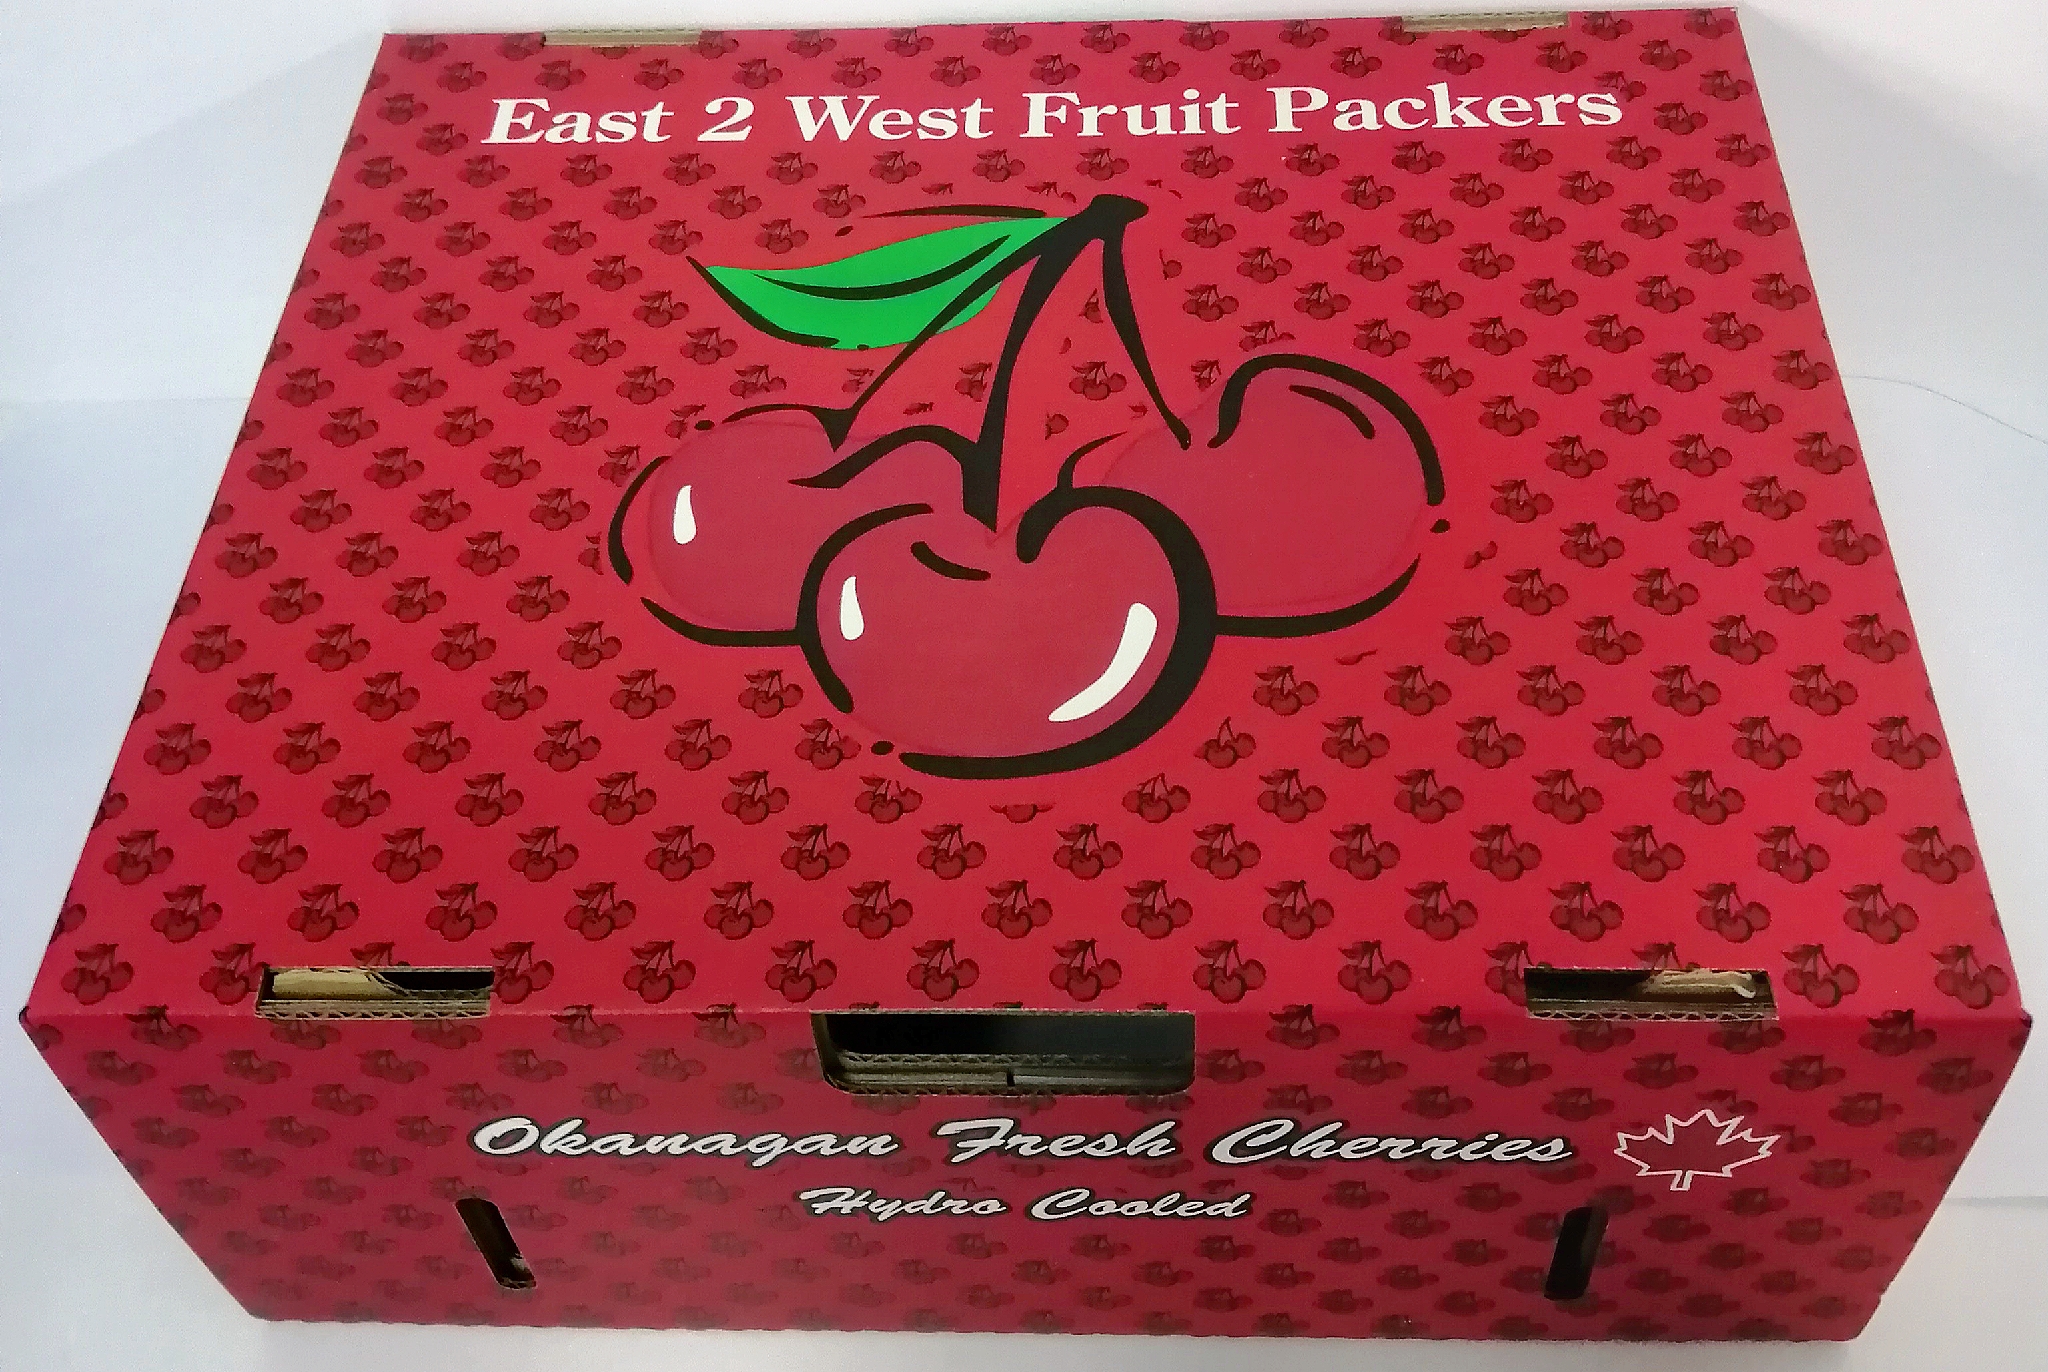 East 2 West Fruit Packers
Okanagan Fresh Cherries
Hydro Cooled